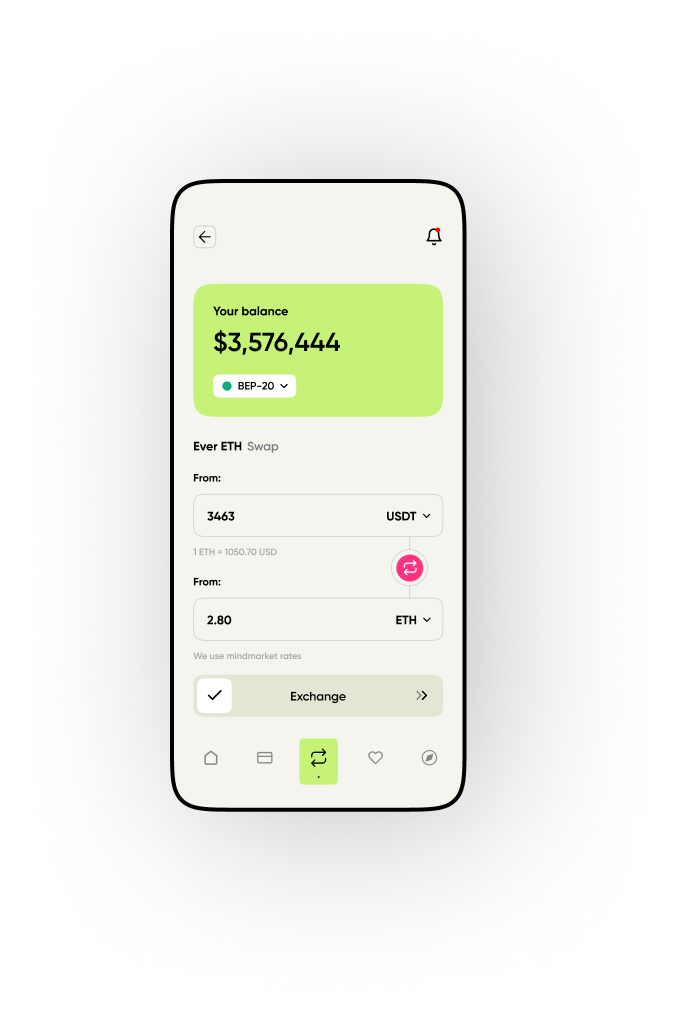 Your balance
$3,576,444
BEP-20
Ever ETH Swap
From:
3463 USDT
1 ETH = 1050.70 USD
From:
2.80 ETH
We use mindmarket rates
Exchange